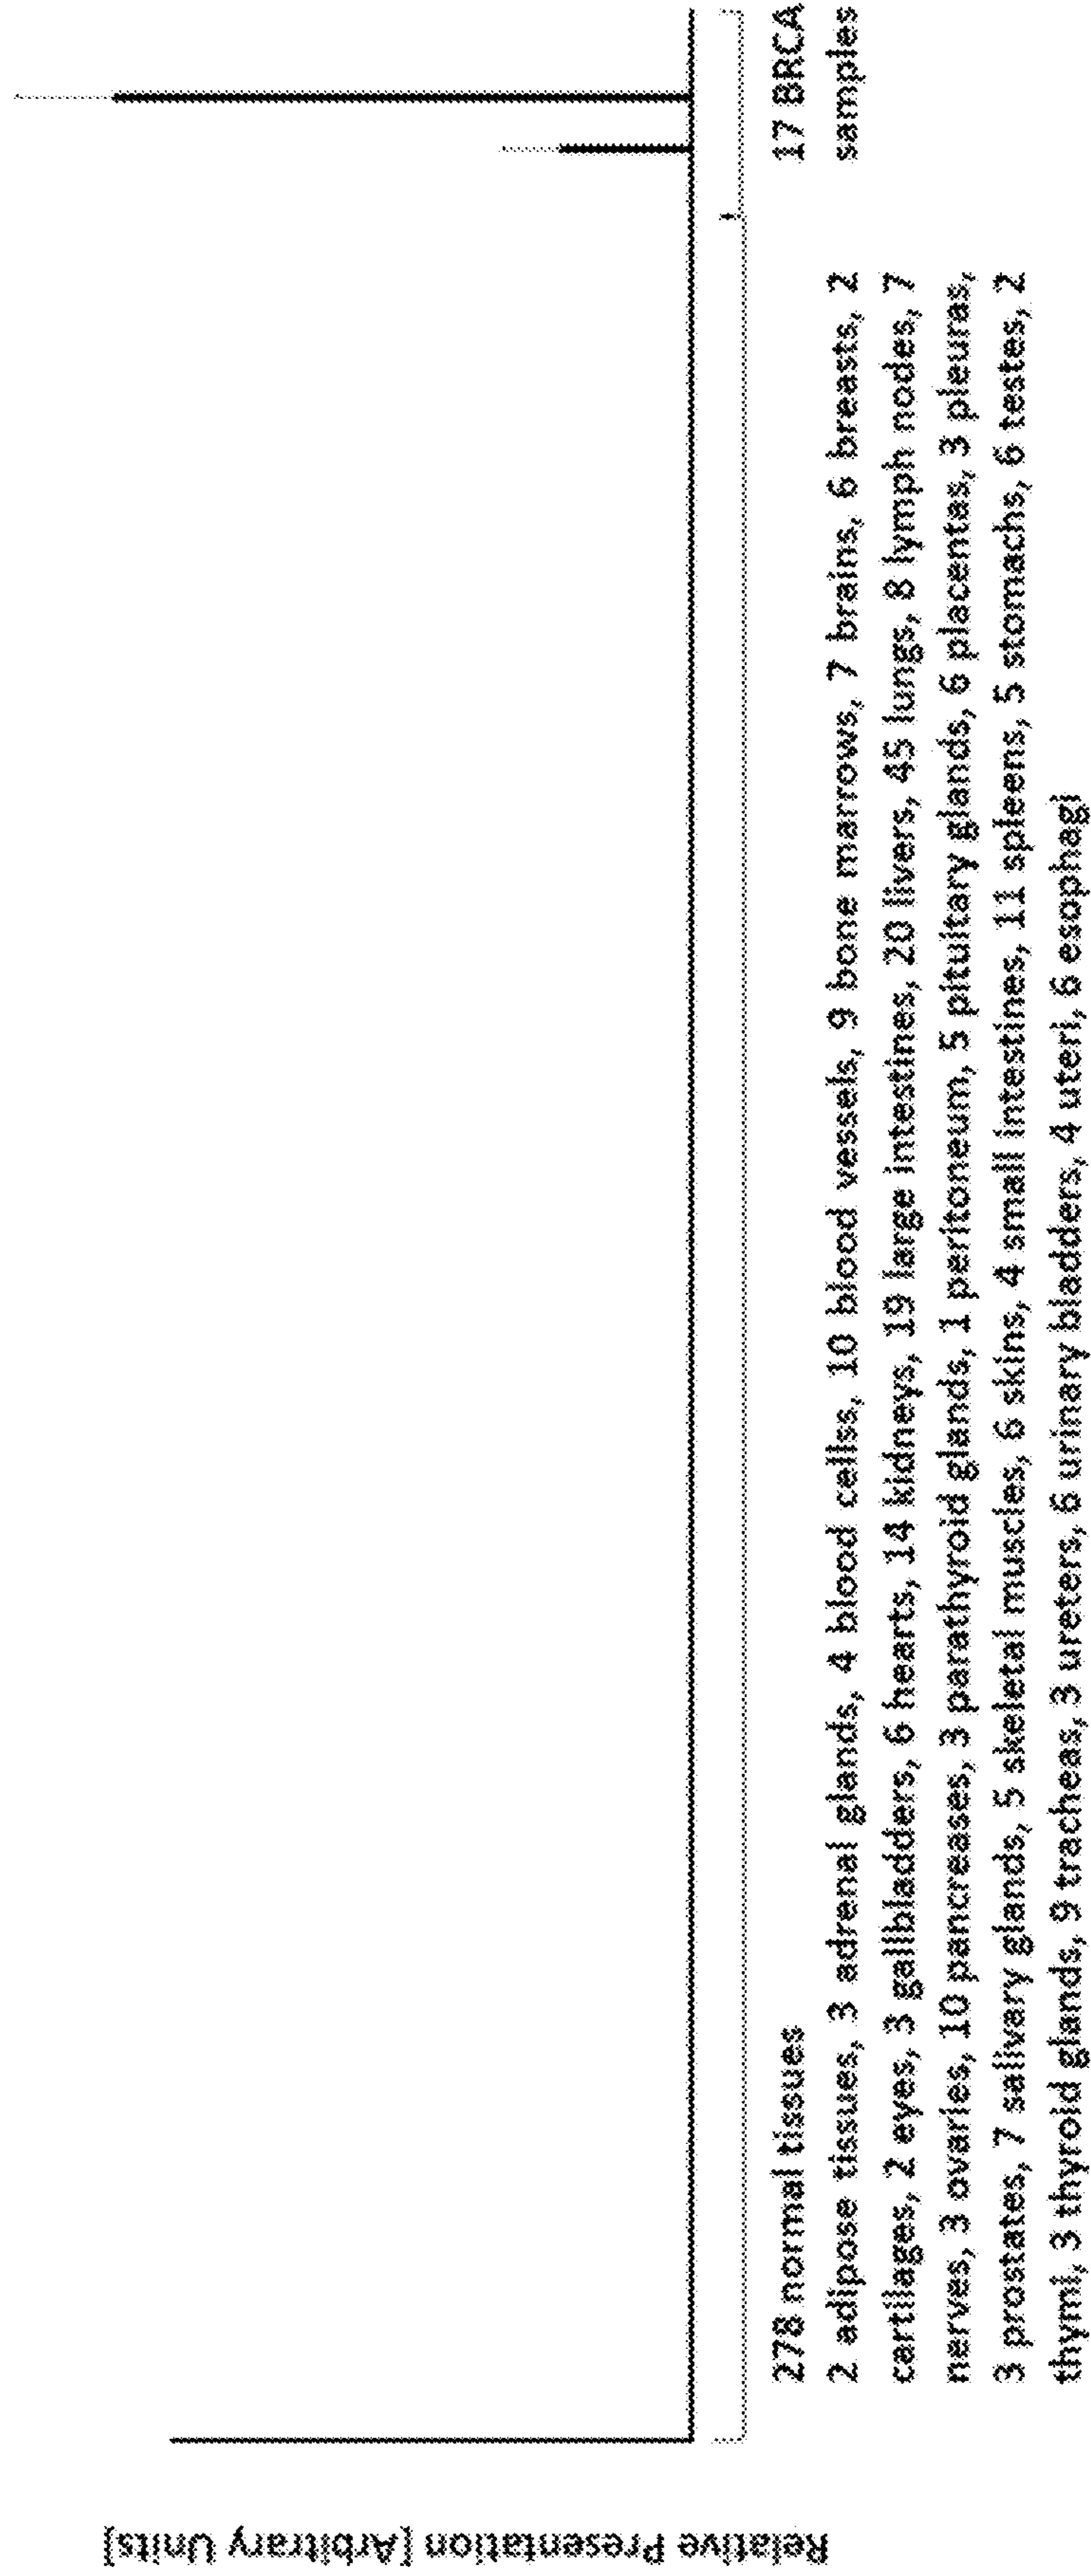 Relative Presentation [Arbitrary Units]
278 normal tissues
2 adipose tissues, 3 adrenal glands, 4 blood cellss, 10 blood vessels, 9 bone marrows, 7 brains, 6 breasts, 2
cartilages, 2 eyes, 3 gallbladders, 6 hearts, 14 kidneys, 19 large intestines, 20 livers, 45 lungs, 8 lymph nodes, 7
nerves, 3 ovaries, 10 pancreases, 3 parathyroid glands, 1 peritoneum, 5 pituitary glands, 6 placentas, 3 pleuras,
3 prostates, 7 salivary glands, 5 skeletal muscles, 6 skins, 4 small intestines, 11 spleens, 5 stomachs, 6 testes, 2
thymi, 3 thyroid glands, 9 tracheas, 3 ureters, 6 urinary bladders, 4 uteri, 6 esophagi
17 BRCA
samples